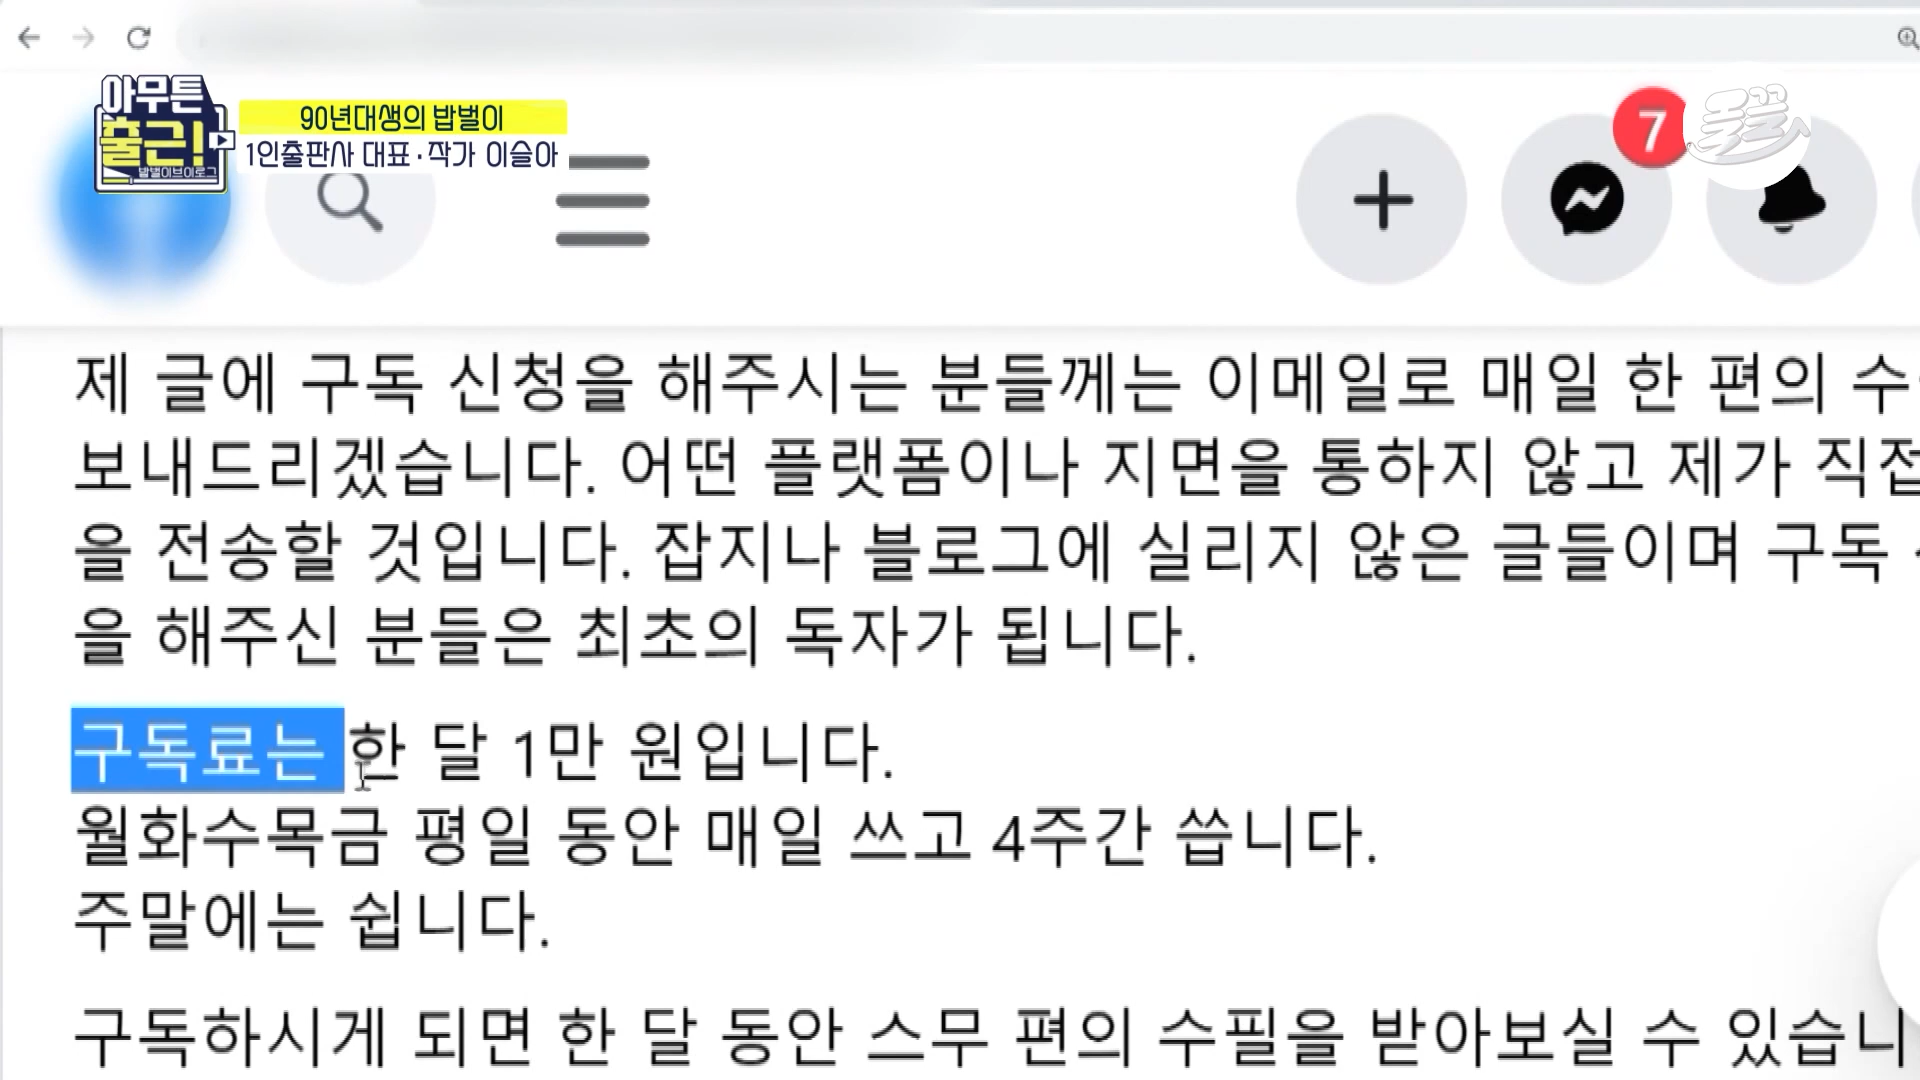 아무튼
출근!
밥벌이브이로그
90년대생의 밥벌이
1인출판사 대표·작가 이슬아
7
제 글에 구독 신청을 해주시는 분들께는 이메일로 매일 한 편의
보내드리겠습니다. 어떤 플랫폼이나 지면을 통하지 않고 제가 직접
을 전송할 것입니다. 잡지나 블로그에 실리지 않은 글들이며 구독
을 해주신 분들은 최초의 독자가 됩니다.
구독료는 한 달 1만 원입니다.
월화수목금 평일 동안 매일 쓰고 4주간 씁니다.
주말에는 쉽니다.
구독하시게 되면 한 달 동안 스무 편의 수필을 받아보실 수 있습니